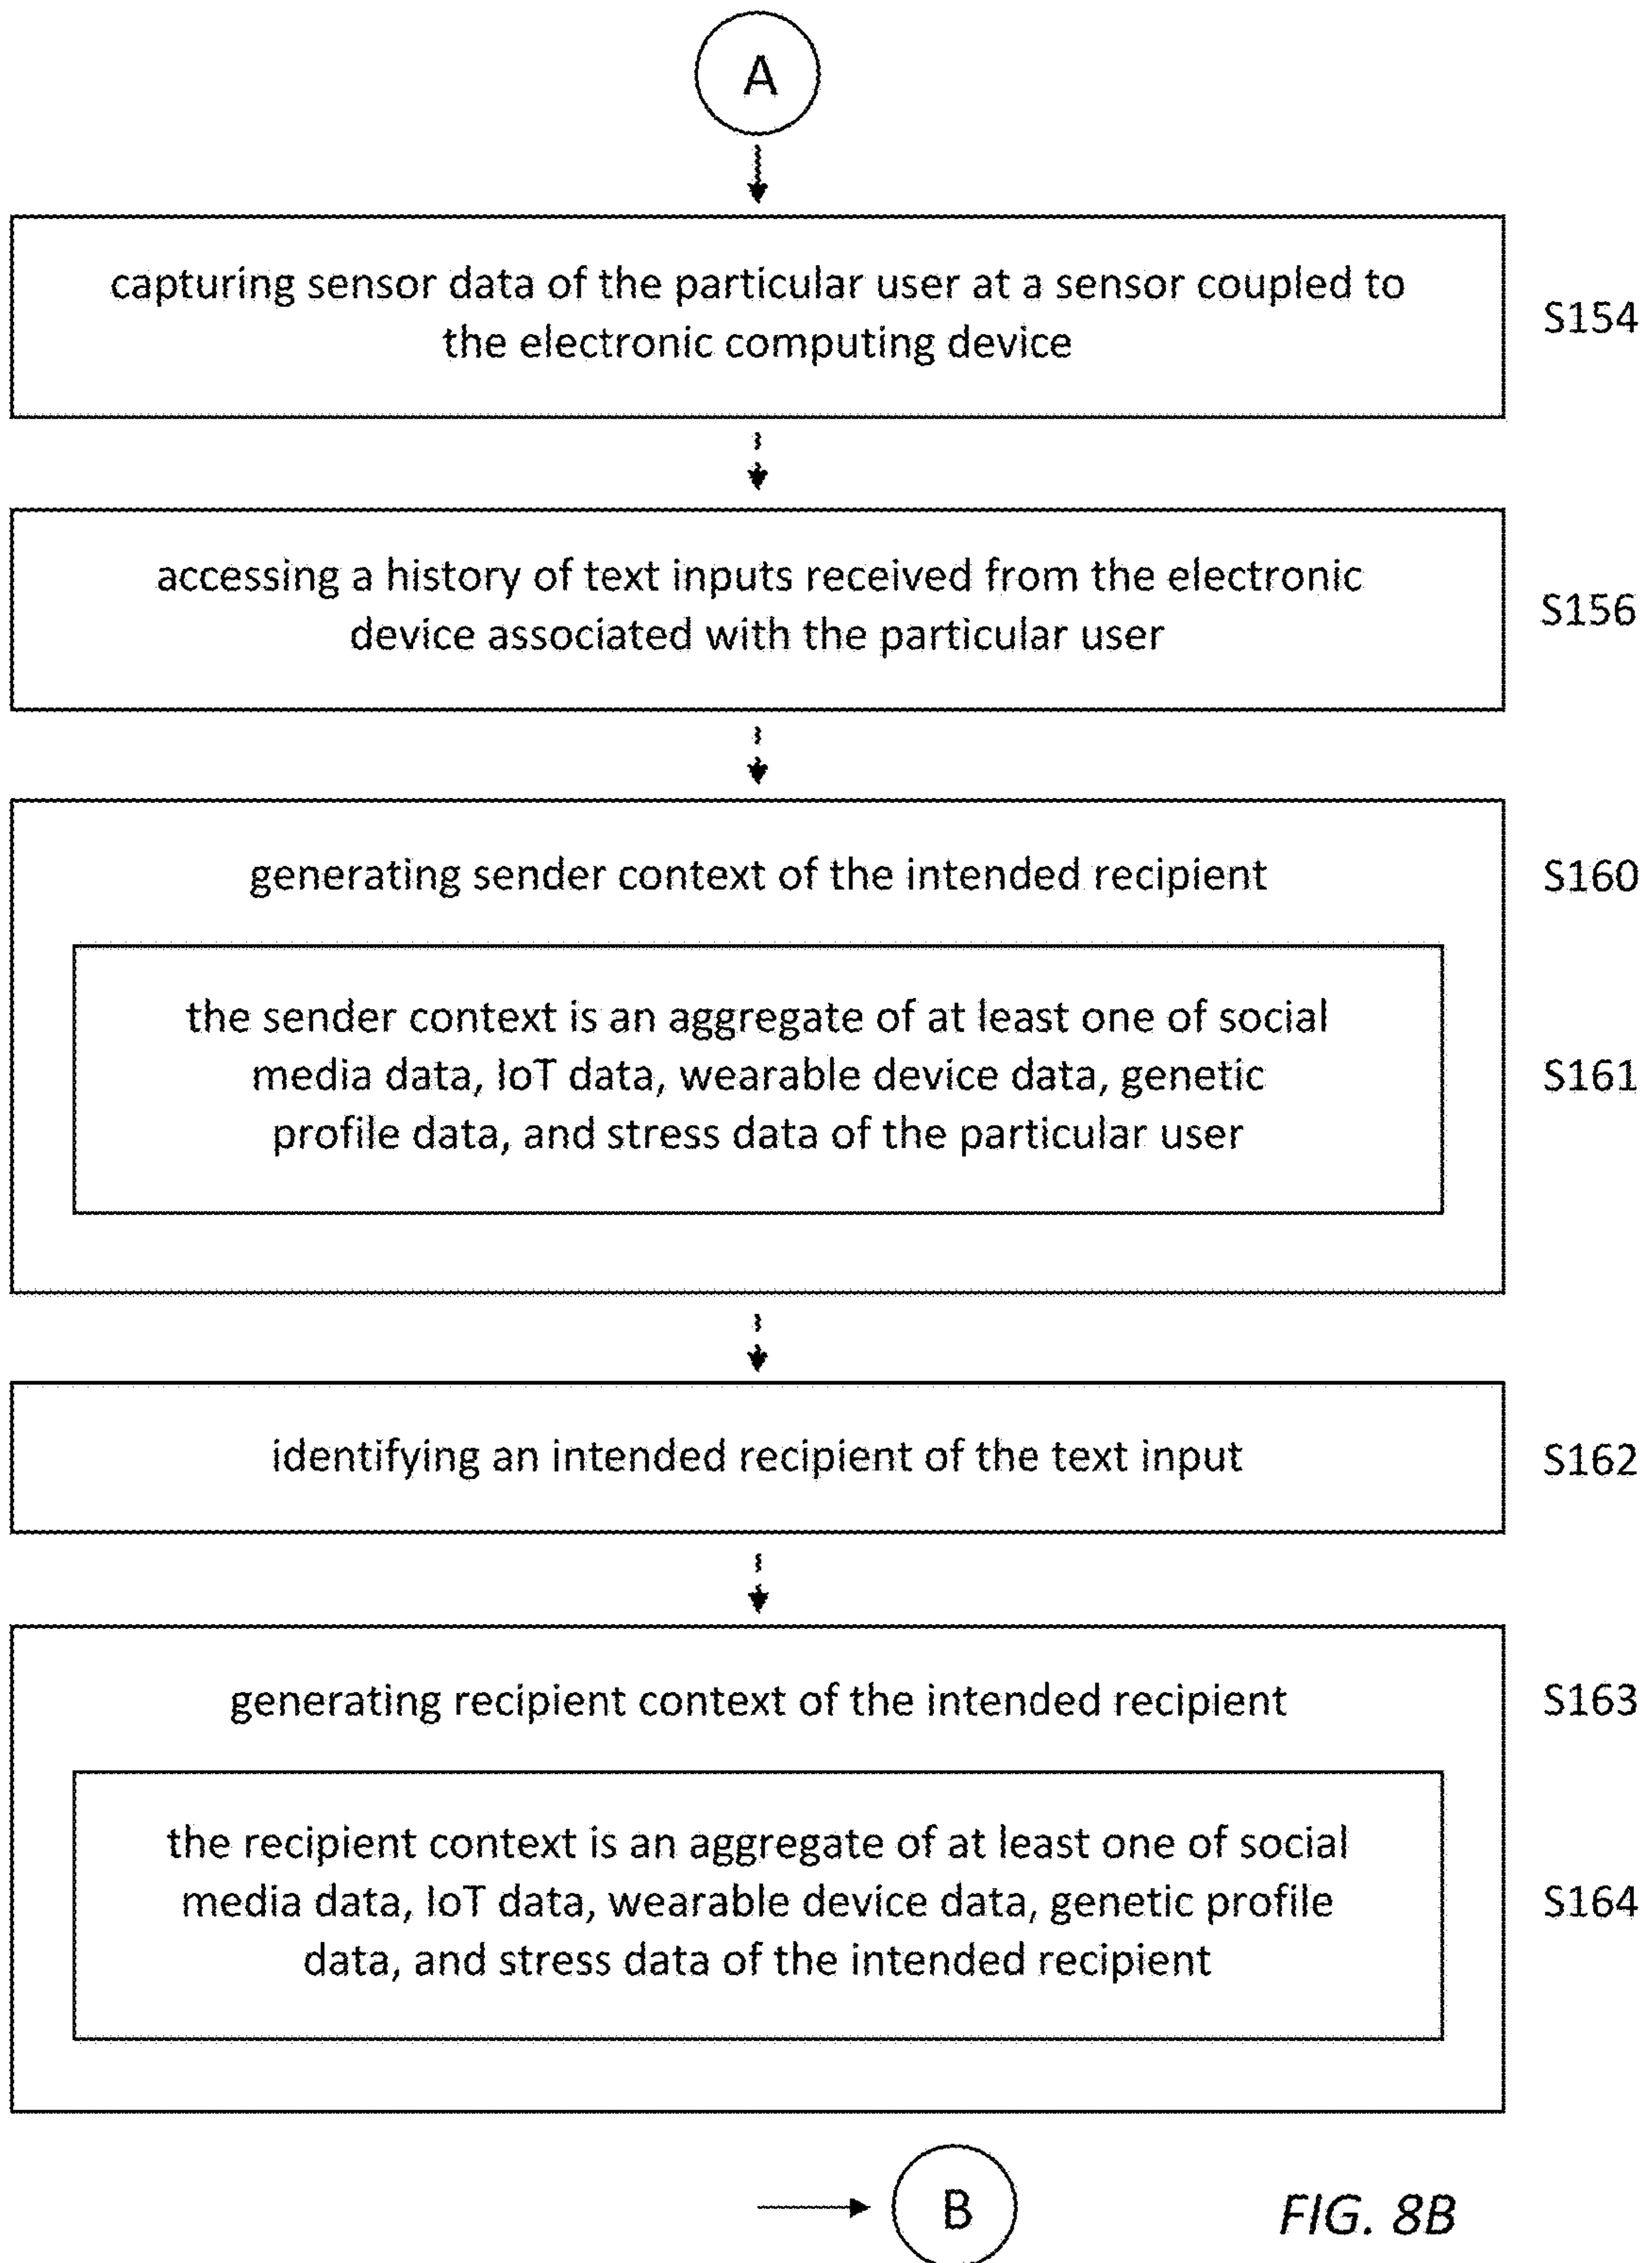 A
capturing sensor data of the particular user at a sensor coupled to
the electronic computing device
S154
accessing a history of text inputs received from the electronic
device associated with the particular user
S156
generating sender context of the intended recipient
S160
the sender context is an aggregate of at least one of social
media data, IoT data, wearable device data, genetic
profile data, and stress data of the particular user
S161
identifying an intended recipient of the text input
S162
generating recipient context of the intended recipient
S163
the recipient context is an aggregate of at least one of social
media data, IoT data, wearable device data, genetic profile
data, and stress data of the intended recipient
S164
B
FIG. 8B